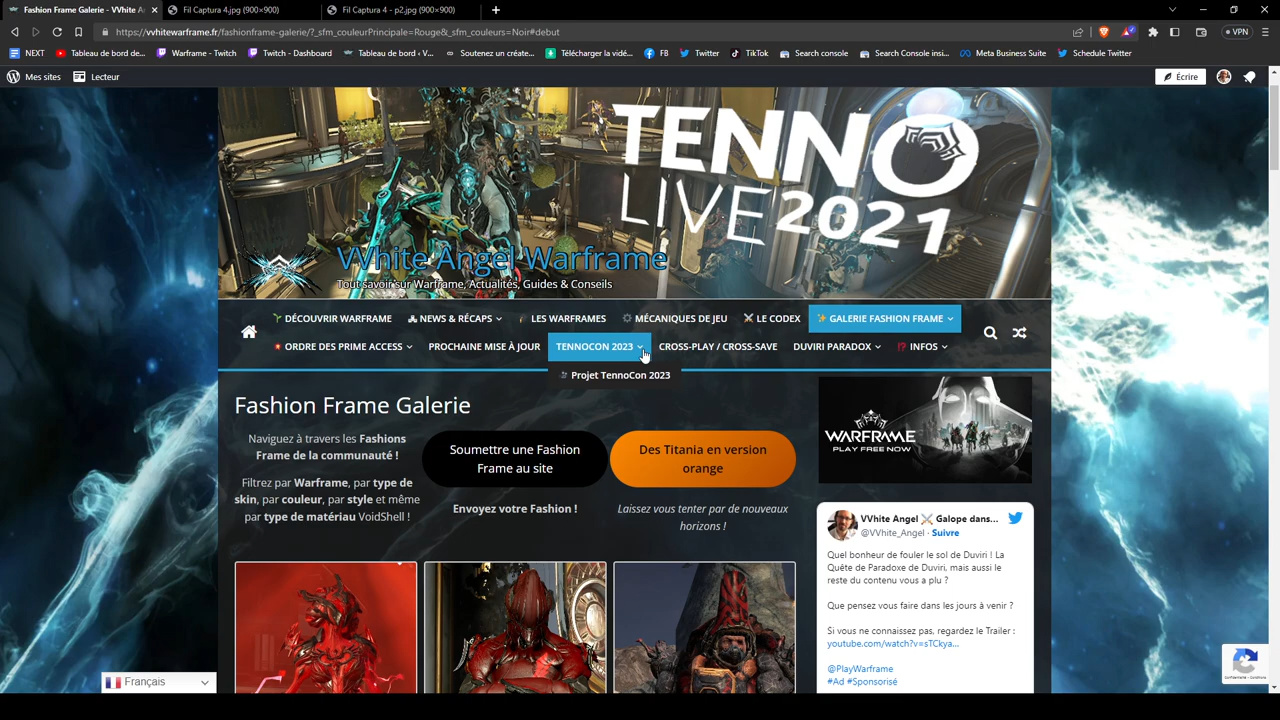 Fashion Frame Galerie - VVhite A
Fil Captura 4.jpg (900×900)
Fil Captura 4 - p2.jpg (900×900)
https://vvhitewarframe.fr/fashionframe-galerie/?_sfm_couleurPrincipale=Rouge&_sfm_couleurs=Noir#debut
VPN
NEXT
Tableau de bord de...
Warframe - Twitch
Twitch - Dashboard
Tableau de bord ‹ V...
Soutenez un créate...
Télécharger la vidé...
FB
Twitter
TikTok
Search console
Search Console insi...
Meta Business Suite
Schedule Twitter
Mes sites
Lecteur
Écrire
TENNO
LIVE 2021
VVhite Angel Warframe
Tout savoir sur Warframe, Actualités, Guides & Conseils
DÉCOUVRIR WARFRAME
NEWS & RÉCAPS
LES WARFRAMES
MÉCANIQUES DE JEU
LE CODEX
GALERIE FASHION FRAME
ORDRE DES PRIME ACCESS
PROCHAINE MISE À JOUR
TENNOCON 2023
CROSS-PLAY / CROSS-SAVE
DUVIRI PARADOX
INFOS
Projet TennoCon 2023
Fashion Frame Galerie
Naviguez à travers les Fashions
Frame de la communauté !
Filtrez par Warframe, par type de
skin, par couleur, par style et même
par type de matériau VoidShell !
Soumettre une Fashion
Frame au site
Envoyez votre Fashion !
Des Titania en version
orange
Laissez vous tenter par de nouveaux
horizons !
WARFRAME
PLAY FREE NOW
VVhite Angel ⚔️ Galope dans...
@VVhite_Angel · Suivre
Quel bonheur de fouler le sol de Duviri ! La
Quête de Paradoxe de Duviri, mais aussi le
reste du contenu vous a plu ?
Que pensez vous faire dans les jours à venir ?
Si vous ne connaissez pas, regardez le Trailer :
youtube.com/watch?v=sTCkya...
@PlayWarframe
#Ad #Sponsorisé
Français